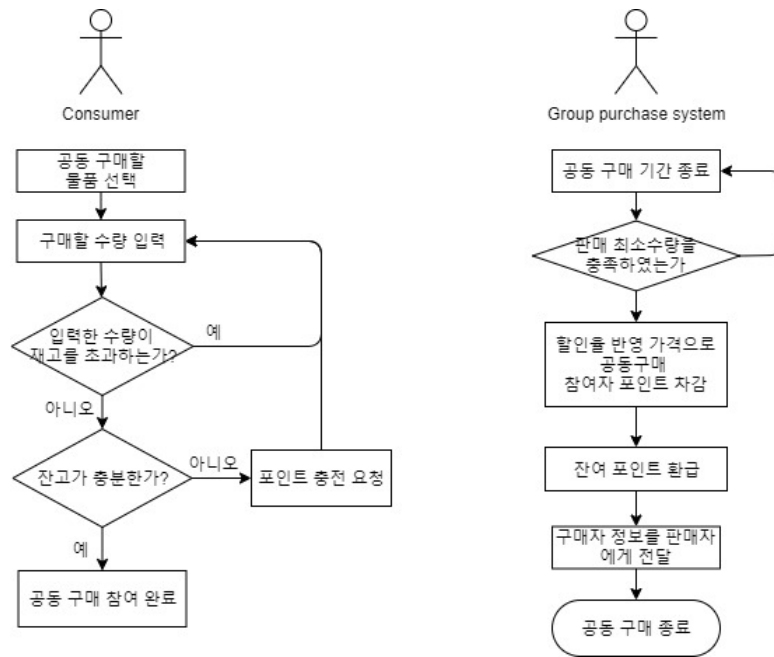 Consumer
공동 구매할
물품 선택
구매할 수량 입력
입력한 수량이
재고를 초과하는가?
예
아니오
잔고가 충분한가?
아니오
포인트 충전 요청
예
공동 구매 참여 완료
Group purchase system
공동 구매 기간 종료
판매 최소수량을
충족하였는가
할인율 반영 가격으로
공동구매
참여자 포인트 차감
잔여 포인트 환급
구매자 정보를 판매자
에게 전달
공동 구매 종료